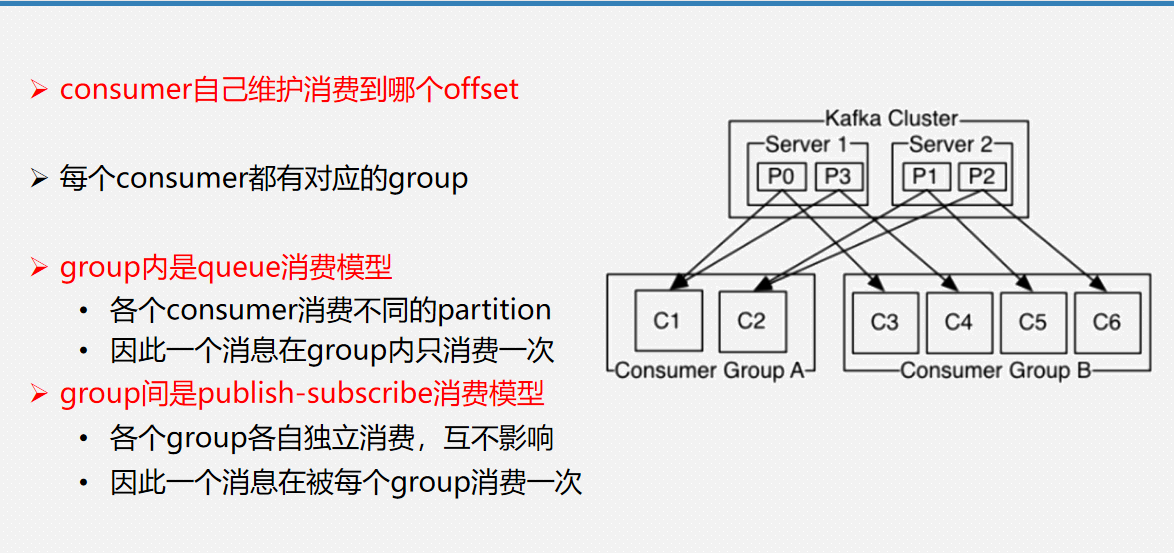 ➢ consumer自己维护消费到哪个offset
➢ 每个consumer都有对应的group
➢ group内是queue消费模型
• 各个consumer消费不同的partition
• 因此一个消息在group内只消费一次
➢ group间是publish-subscribe消费模型
• 各个group各自独立消费，互不影响
• 因此一个消息在被每个group消费一次
Kafka Cluster
Server 1
Server 2
P0
P3
P1
P2
C1
C2
C3
C4
C5
C6
Consumer Group A
Consumer Group B